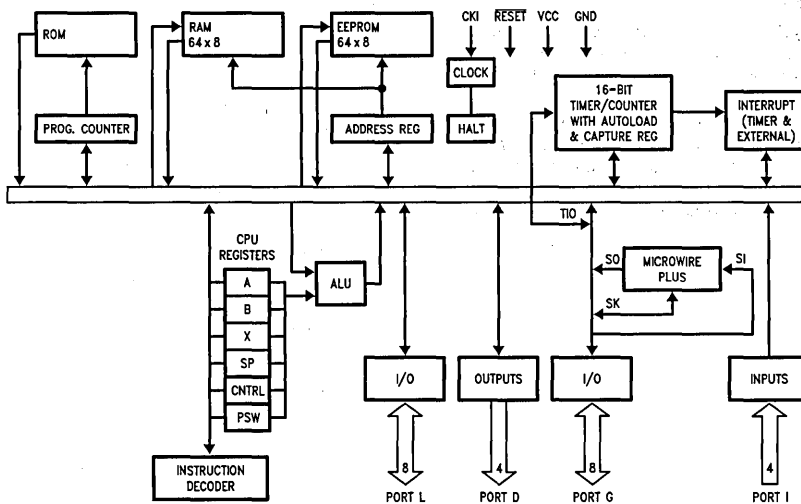 ROM
RAM
64 x 8
EEPROM
64 x 8
CKI
RESET
VCC
GND
CLOCK
HALT
PROG. COUNTER
ADDRESS REG
16-BIT
TIMER/COUNTER
WITH AUTOLOAD
& CAPTURE REG
INTERRUPT
(TIMER &
EXTERNAL)
TIO
CPU
REGISTERS
A
B
X
SP
CNTRL
PSW
ALU
SO
MICROWIRE
PLUS
SI
SK
I/O
OUTPUTS
I/O
INPUTS
INSTRUCTION
DECODER
8
4
8
4
PORT L
PORT D
PORT G
PORT I